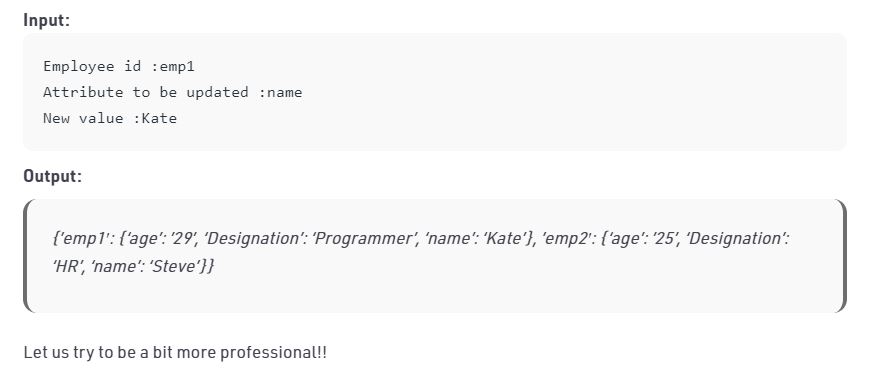 Input:
Employee id :emp1
Attribute to be updated :name
New value :Kate
Output:
{‘emp1′: {‘age’: ’29’, ‘Designation’: ‘Programmer’, ‘name’: ‘Kate’}, ’emp2′: {‘age’: ’25’, ‘Designation’:
‘HR’, ‘name’: ‘Steve’}}
Let us try to be a bit more professional!!